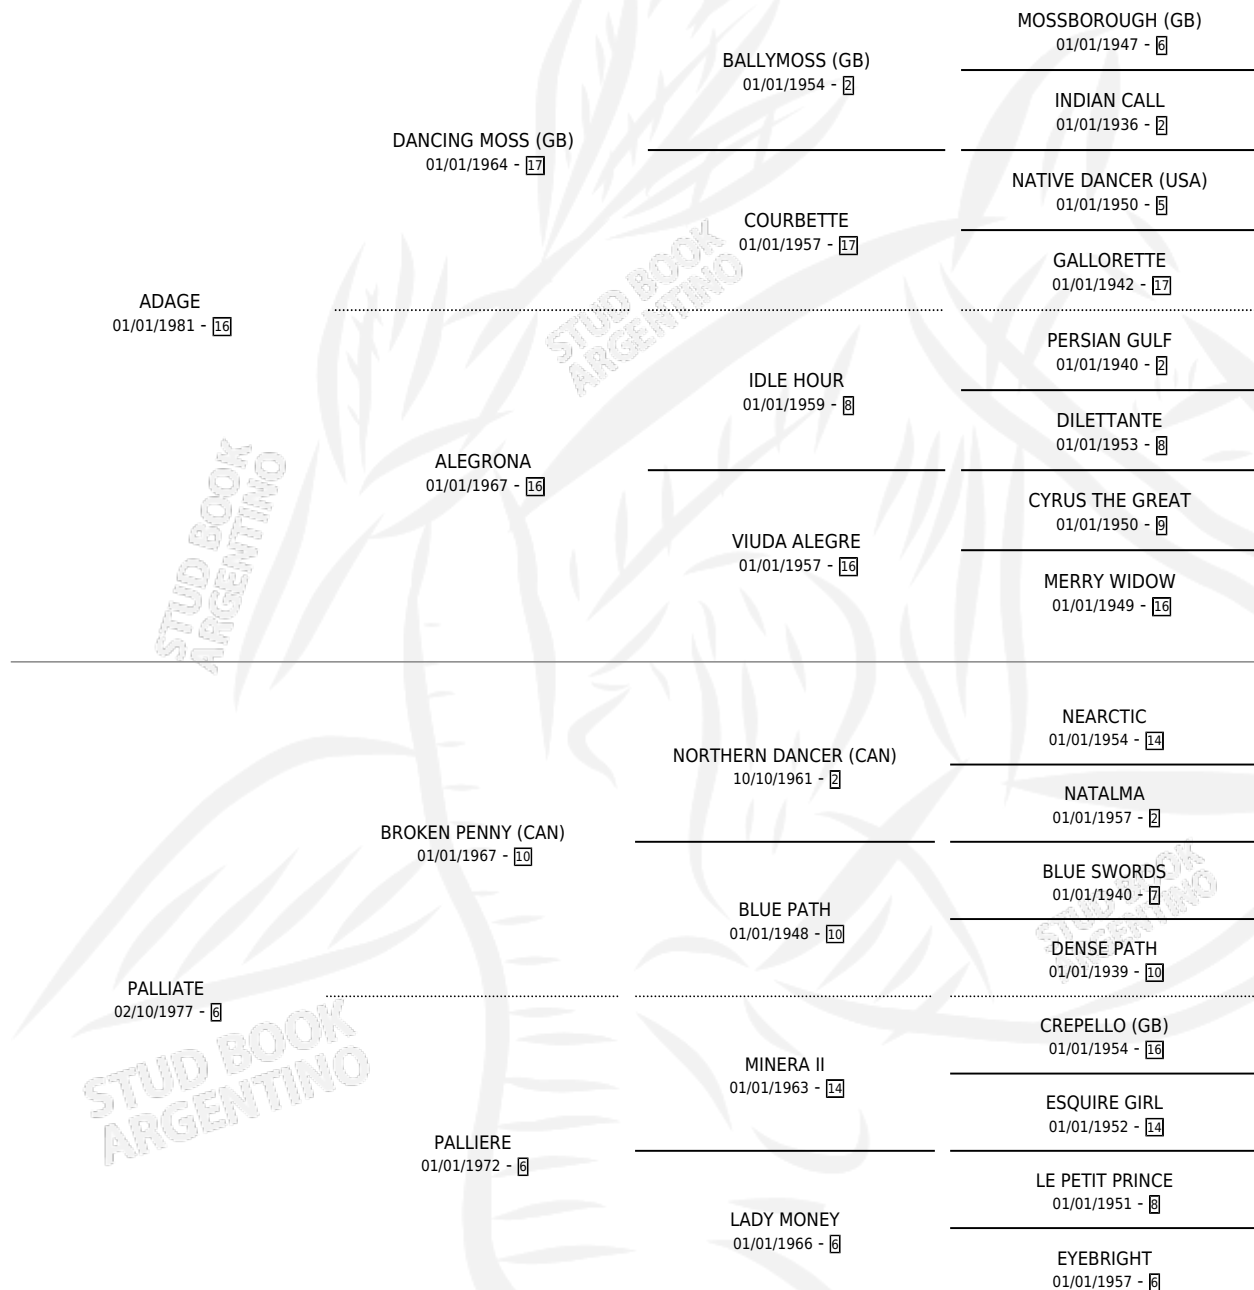 MOSSBOROUGH (GB)
01/01/1947 - 6
BALLYMOSS (GB)
01/01/1954 - 2
INDIAN CALL
01/01/1936 - 2
DANCING MOSS (GB)
01/01/1964 - 17
NATIVE DANCER (USA)
01/01/1950 - 5
COURBETTE
01/01/1957 - 17
GALLORETTE
01/01/1942 - 17
ADAGE
01/01/1981 - 16
PERSIAN GULF
01/01/1940 - 2
IDLE HOUR
01/01/1959 - 8
DILETTANTE
01/01/1953 - 8
ALEGRONA
01/01/1967 - 16
CYRUS THE GREAT
01/01/1950 - 9
VIUDA ALEGRE
01/01/1957 - 16
MERRY WIDOW
01/01/1949 - 16
NEARCTIC
01/01/1954 - 14
NORTHERN DANCER (CAN)
10/10/1961 - 2
NATALMA
01/01/1957 - 2
BROKEN PENNY (CAN)
01/01/1967 - 10
BLUE SWORDS
01/01/1940 - 7
BLUE PATH
01/01/1948 - 10
DENSE PATH
01/01/1939 - 10
PALLIATE
02/10/1977 - 6
CREPELLO (GB)
01/01/1954 - 16
MINERA II
01/01/1963 - 14
ESQUIRE GIRL
01/01/1952 - 14
PALLIERE
01/01/1972 - 6
LE PETIT PRINCE
01/01/1951 - 8
LADY MONEY
01/01/1966 - 6
EYEBRIGHT
01/01/1957 - 6
STUD BOOK
ARGENTINO
STUD BOOK
ARGENTINO
STUD BOOK
ARGENTINO
STUD BOOK
ARGENTINO